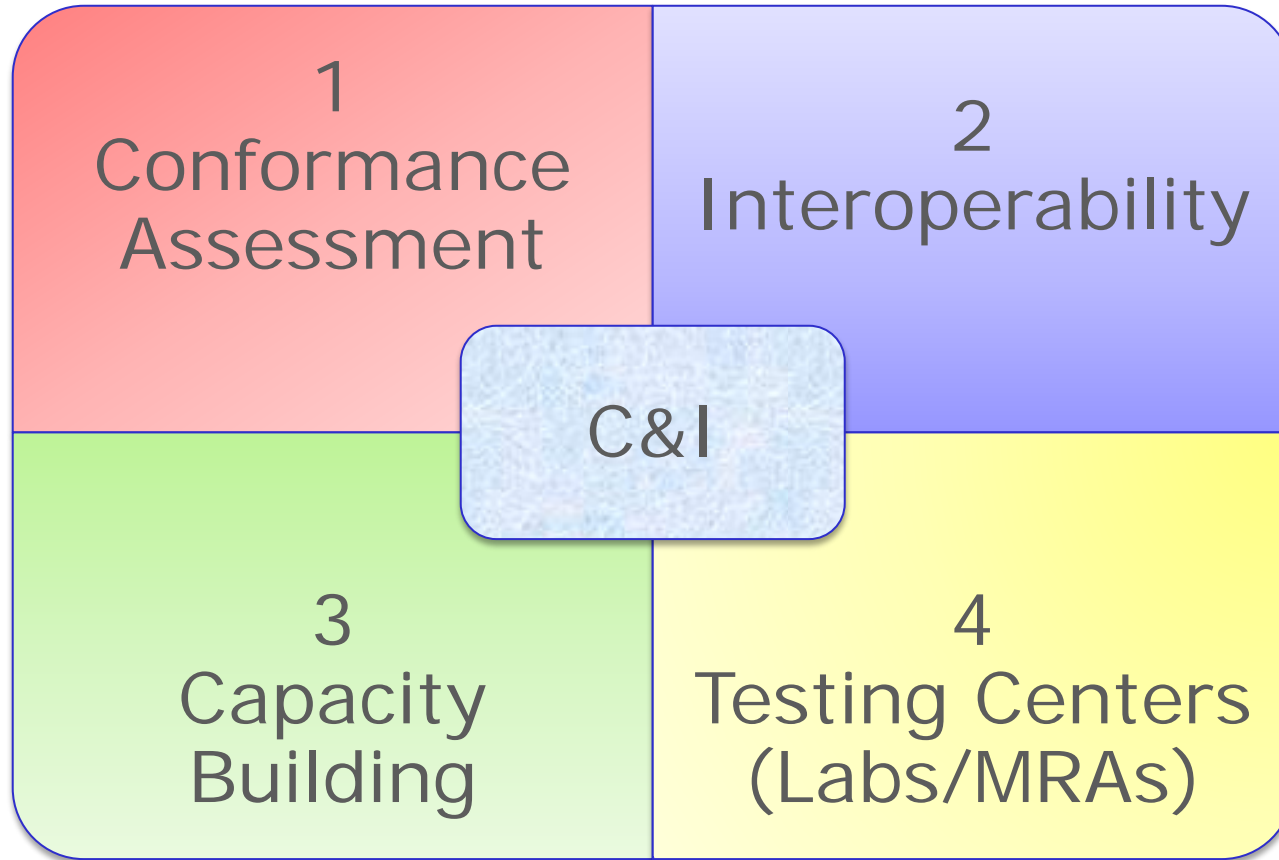 1
Conformance
Assessment
2
Interoperability
C&I
3
Capacity
Building
4
Testing Centers
(Labs/MRAs)